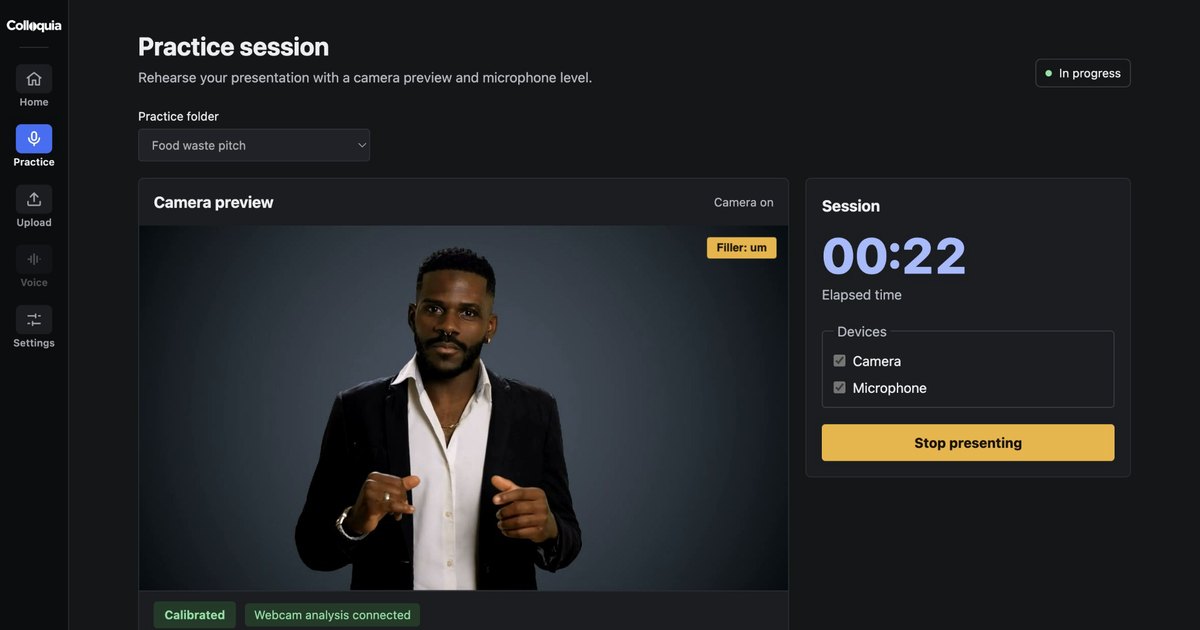 Colloquia
Home
Practice
Upload
Voice
Settings
Practice session
Rehearse your presentation with a camera preview and microphone level.
In progress
Practice folder
Food waste pitch
Camera preview
Camera on
Filler: um
Calibrated
Webcam analysis connected
Session
00:22
Elapsed time
Devices
Camera
Microphone
Stop presenting